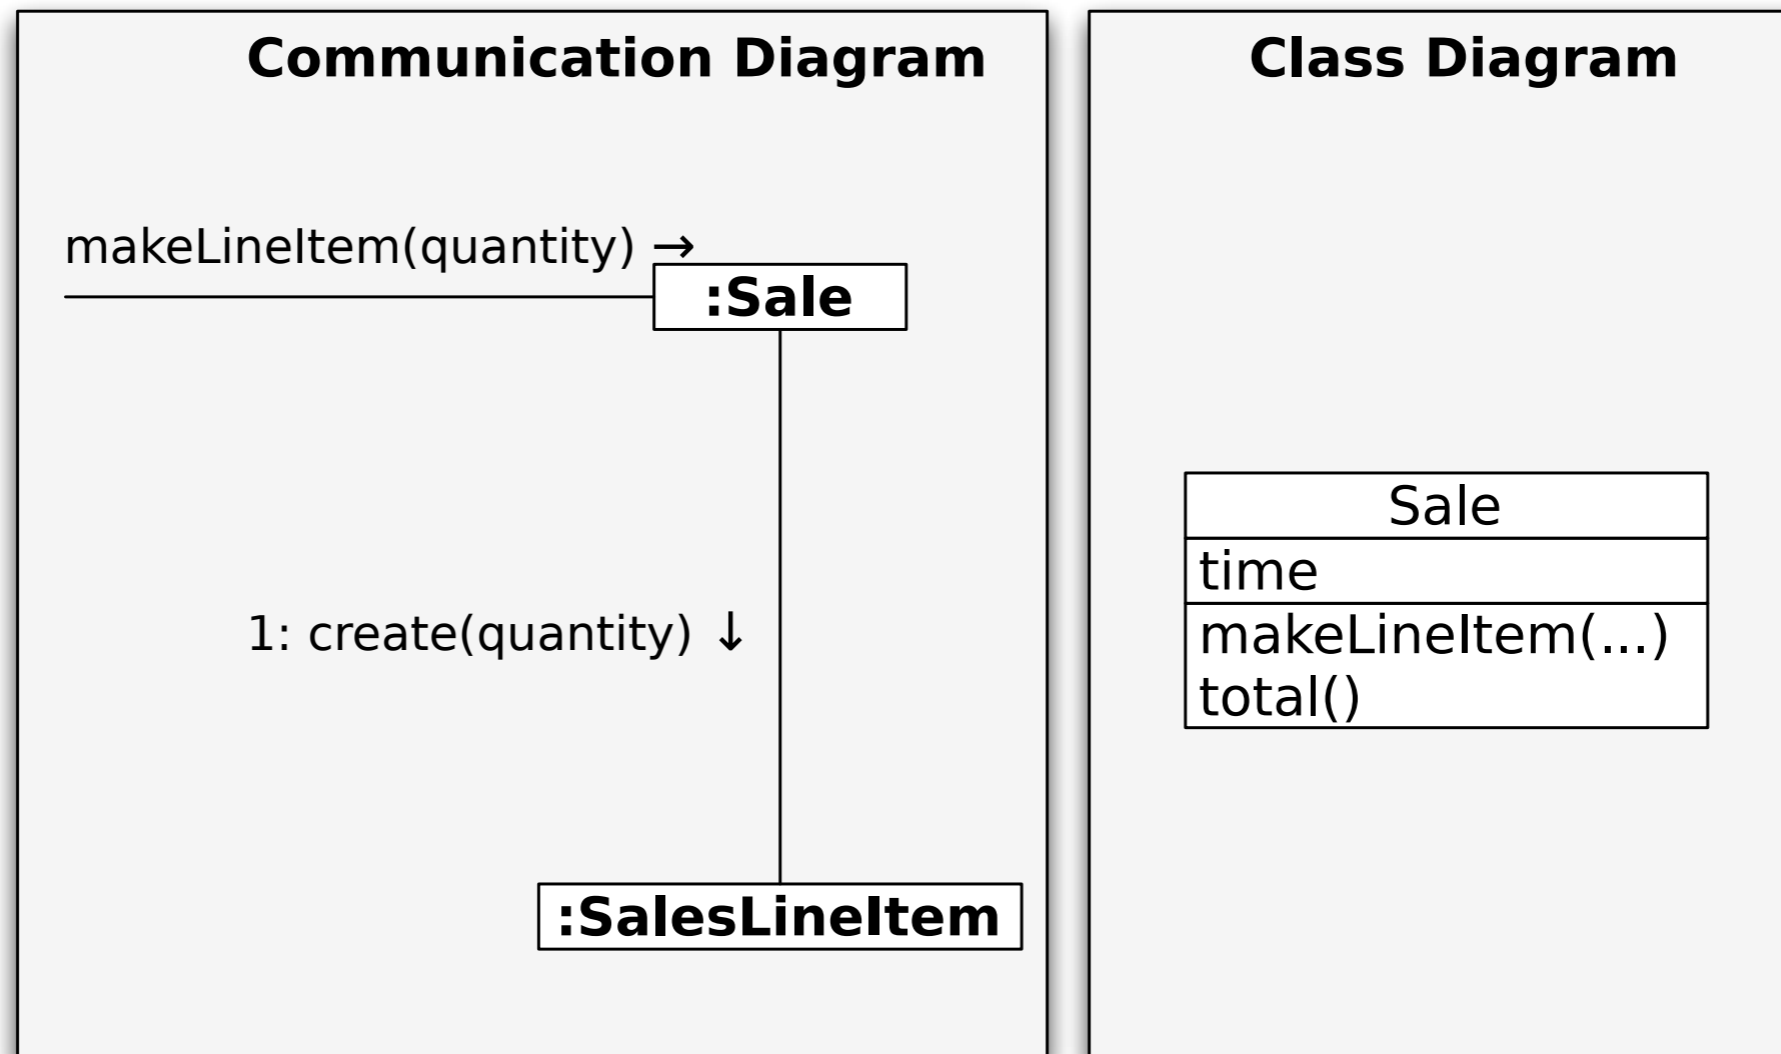 Communication Diagram
makeLineItem(quantity) →
:Sale
1: create(quantity) ↓
:SalesLineItem
Class Diagram
Sale
time
makeLineItem(...)
total()